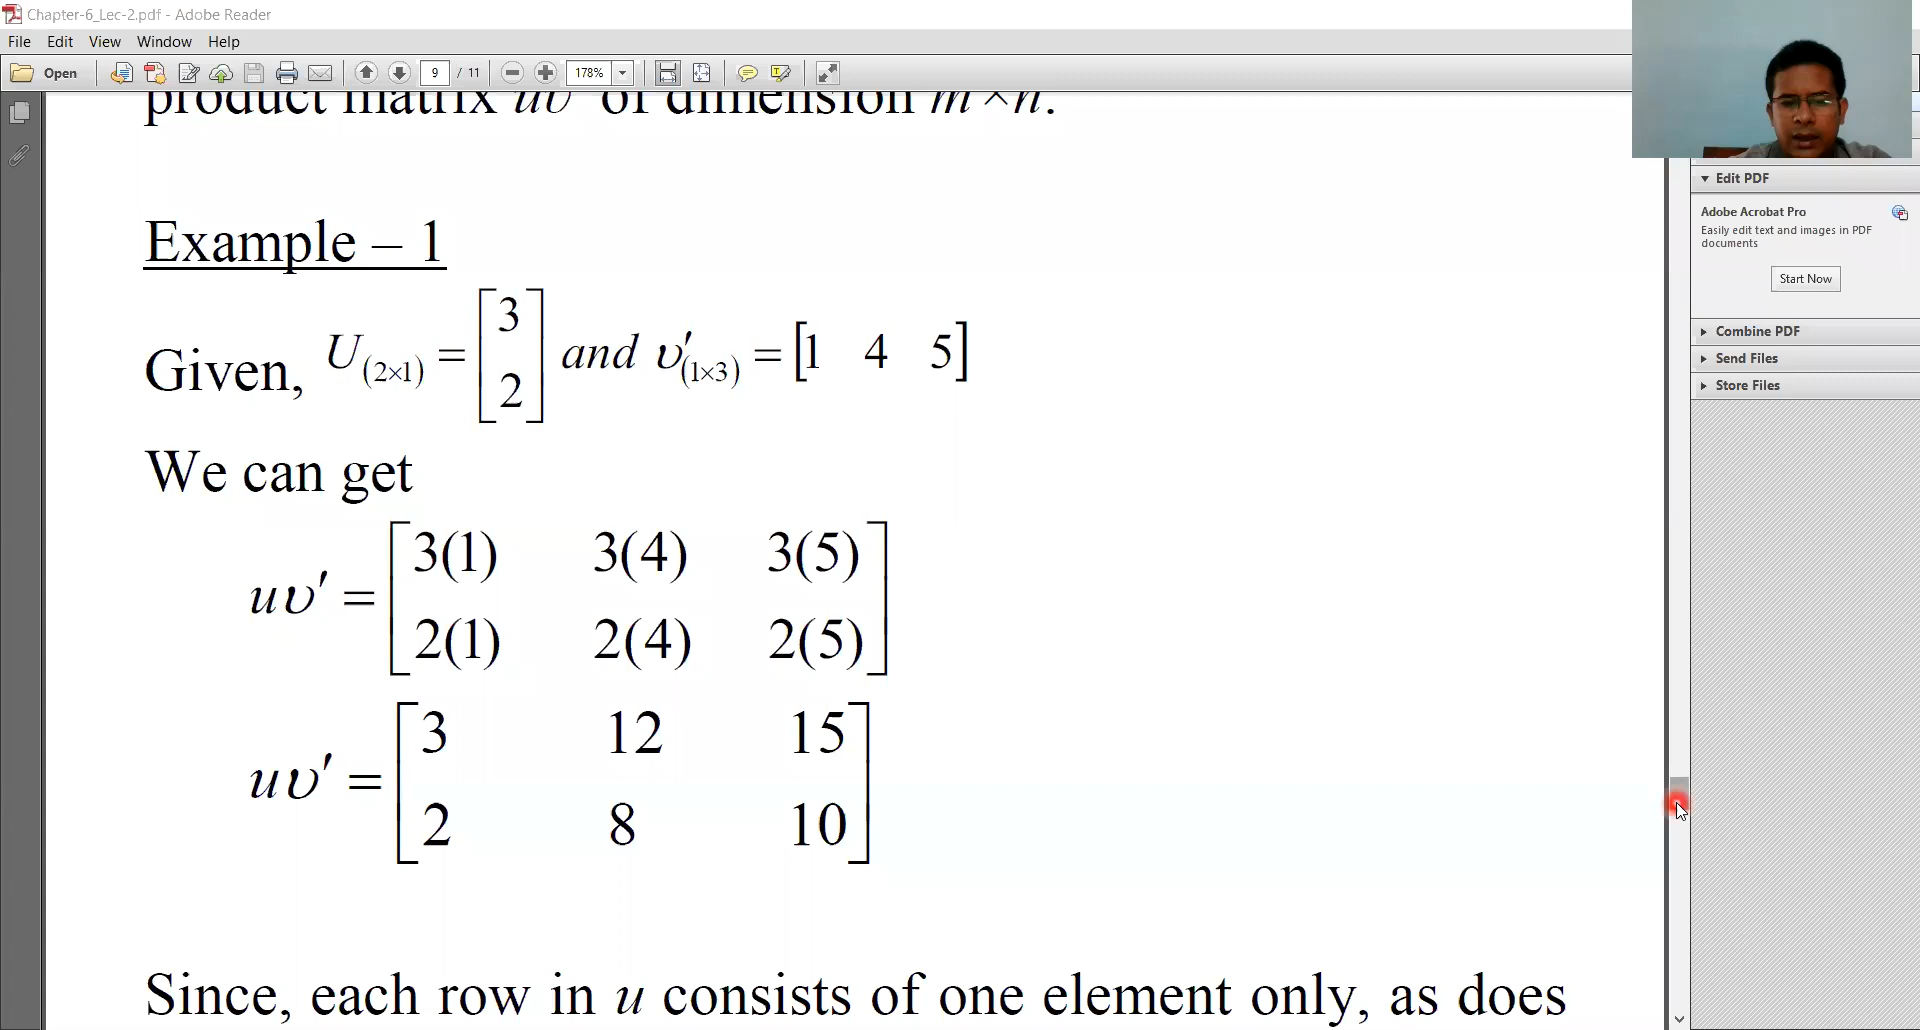 Chapter-6_Lec-2.pdf - Adobe Reader
File Edit View Window Help
Open 9 / 11 178%
product matrix uυ′ of dimension m×n.
Example – 1
Given, U(2×1) = [3 2] and υ′(1×3) = [1 4 5]
We can get
uυ′ = [3(1) 3(4) 3(5)
2(1) 2(4) 2(5)]
uυ′ = [3 12 15
2 8 10]
Since, each row in u consists of one element only, as does
Edit PDF
Adobe Acrobat Pro
Easily edit text and images in PDF
documents
Start Now
Combine PDF
Send Files
Store Files